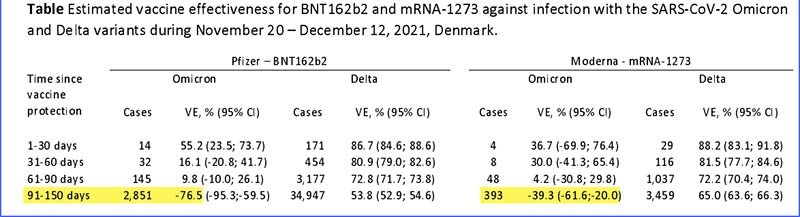 Table Estimated vaccine effectiveness for BNT162b2 and mRNA-1273 against infection with the SARS-CoV-2 Omicron
and Delta variants during November 20 – December 12, 2021, Denmark.
Pfizer – BNT162b2 Moderna - mRNA-1273
Time since vaccine protection Omicron Delta Omicron Delta
Cases VE, % (95% CI) Cases VE, % (95% CI) Cases VE, % (95% CI) Cases VE, % (95% CI)
1-30 days 14 55.2 (23.5; 73.7) 171 86.7 (84.6; 88.6) 4 36.7 (-69.9; 76.4) 29 88.2 (83.1; 91.8)
31-60 days 32 16.1 (-20.8; 41.7) 454 80.9 (79.0; 82.6) 8 30.0 (-41.3; 65.4) 116 81.5 (77.7; 84.6)
61-90 days 145 9.8 (-10.0; 26.1) 3,177 72.8 (71.7; 73.8) 48 4.2 (-30.8; 29.8) 1,037 72.2 (70.4; 74.0)
91-150 days 2,851 -76.5 (-95.3;-59.5) 34,947 53.8 (52.9; 54.6) 393 -39.3 (-61.6;-20.0) 3,459 65.0 (63.6; 66.3)